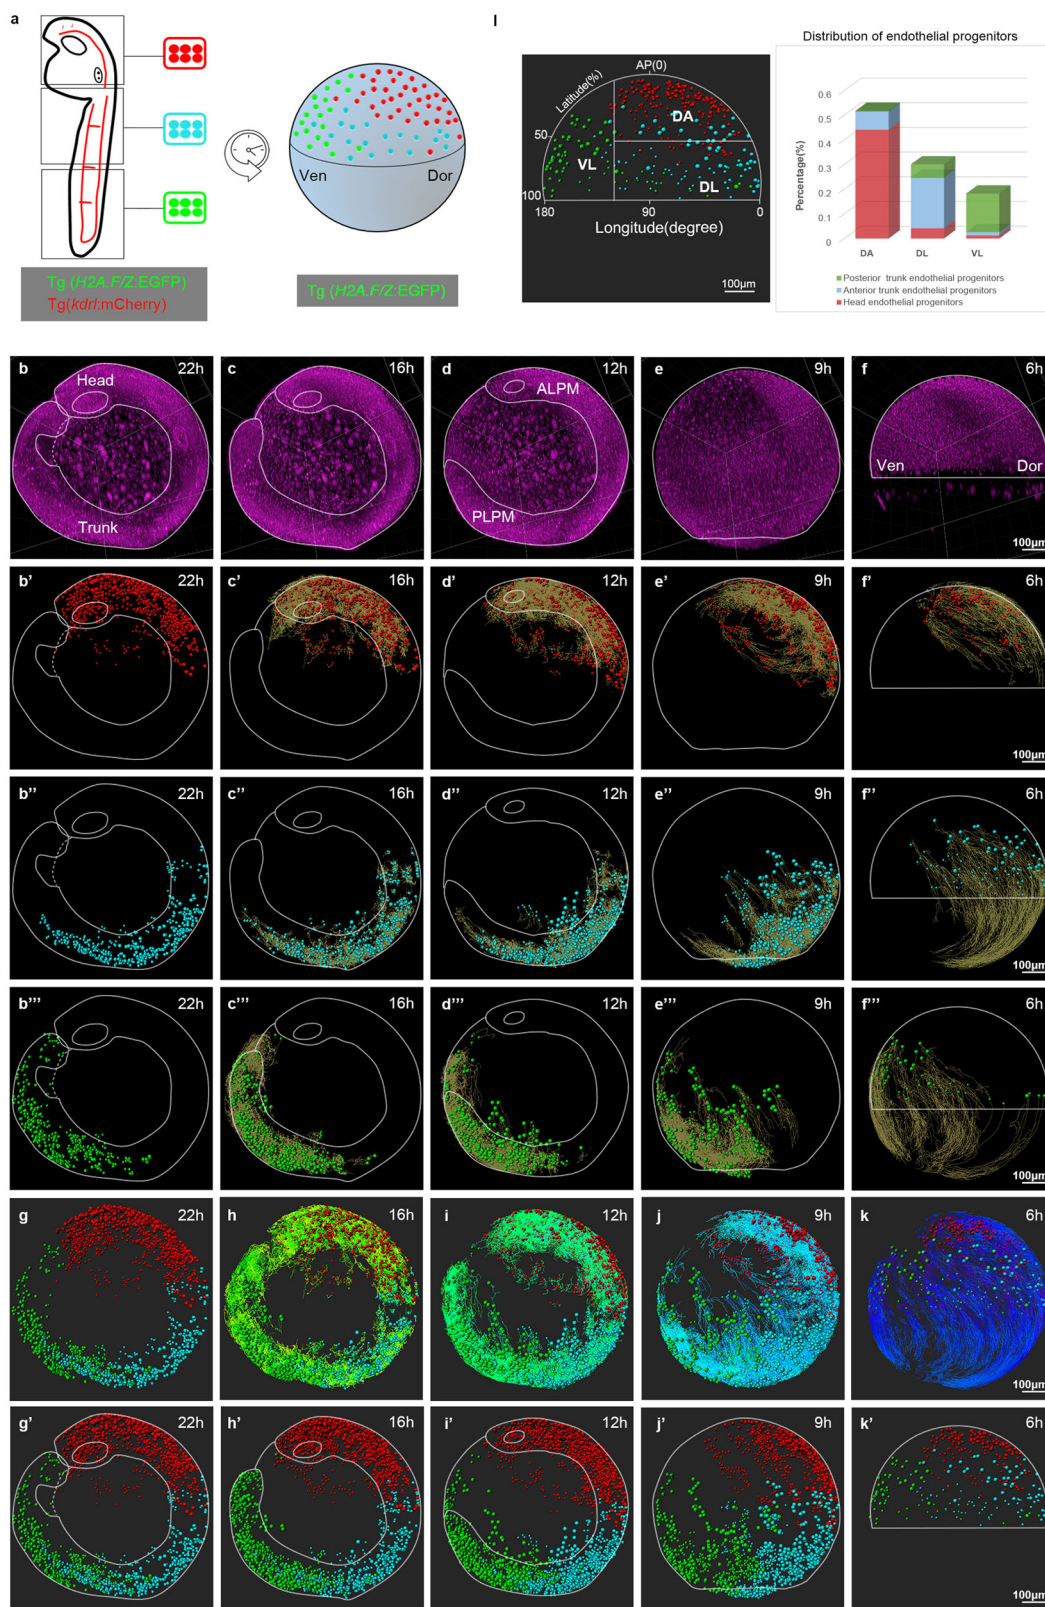 a
Ven
Dor
Tg (H2A.F/Z:EGFP)
Tg(kdrl:mCherry)
Tg (H2A.F/Z:EGFP)
l
AP(0)
Latitude(%)
50
100
DA
VL
DL
180
90
0
Longitude(degree)
100μm
Distribution of endothelial progenitors
Percentage(%)
0.6
0.5
0.4
0.3
0.2
0.1
0
DA
DL
VL
Posterior trunk endothelial progenitors
Anterior trunk endothelial progenitors
Head endothelial progenitors
b
22h
Head
Trunk
c
16h
d
12h
ALPM
PLPM
e
9h
f
6h
Ven
Dor
100μm
b'
22h
c'
16h
d'
12h
e'
9h
f'
6h
100μm
b''
22h
c''
16h
d''
12h
e''
9h
f''
6h
100μm
b'''
22h
c'''
16h
d'''
12h
e'''
9h
f'''
6h
100μm
g
22h
h
16h
i
12h
j
9h
k
6h
100μm
g'
22h
h'
16h
i'
12h
j'
9h
k'
6h
100μm